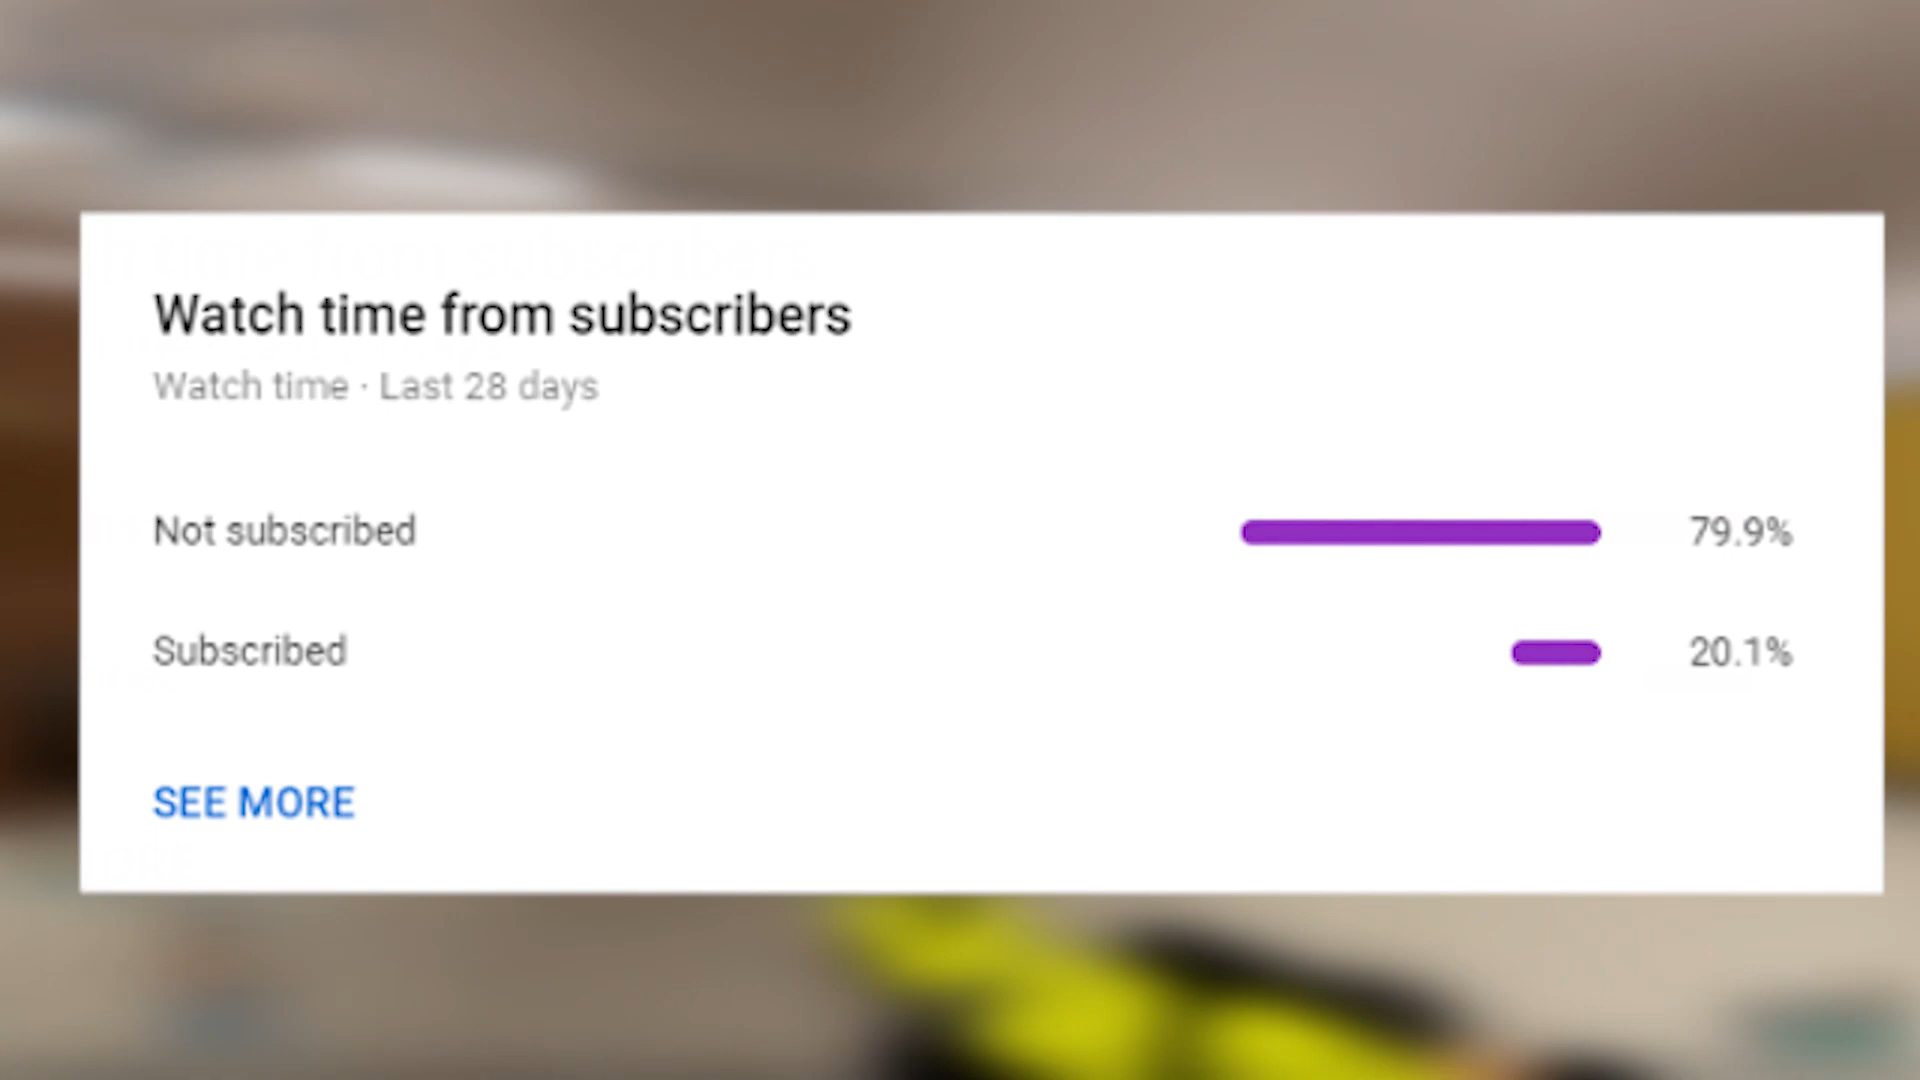 Watch time from subscribers
Watch time · Last 28 days
Not subscribed 79.9%
Subscribed 20.1%
SEE MORE